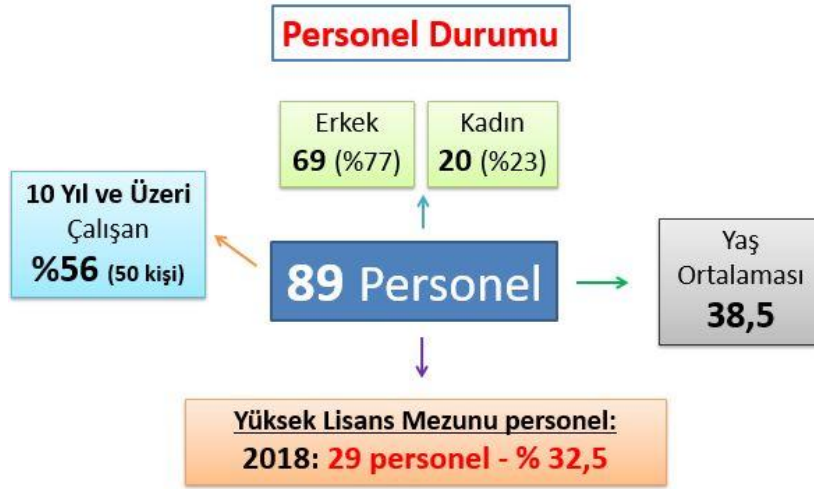 Personel Durumu
Erkek
69 (%77)
Kadın
20 (%23)
10 Yıl ve Üzeri
Çalışan
%56 (50 kişi)
89 Personel
Yaş
Ortalaması
38,5
Yüksek Lisans Mezunu personel:
2018: 29 personel - % 32,5